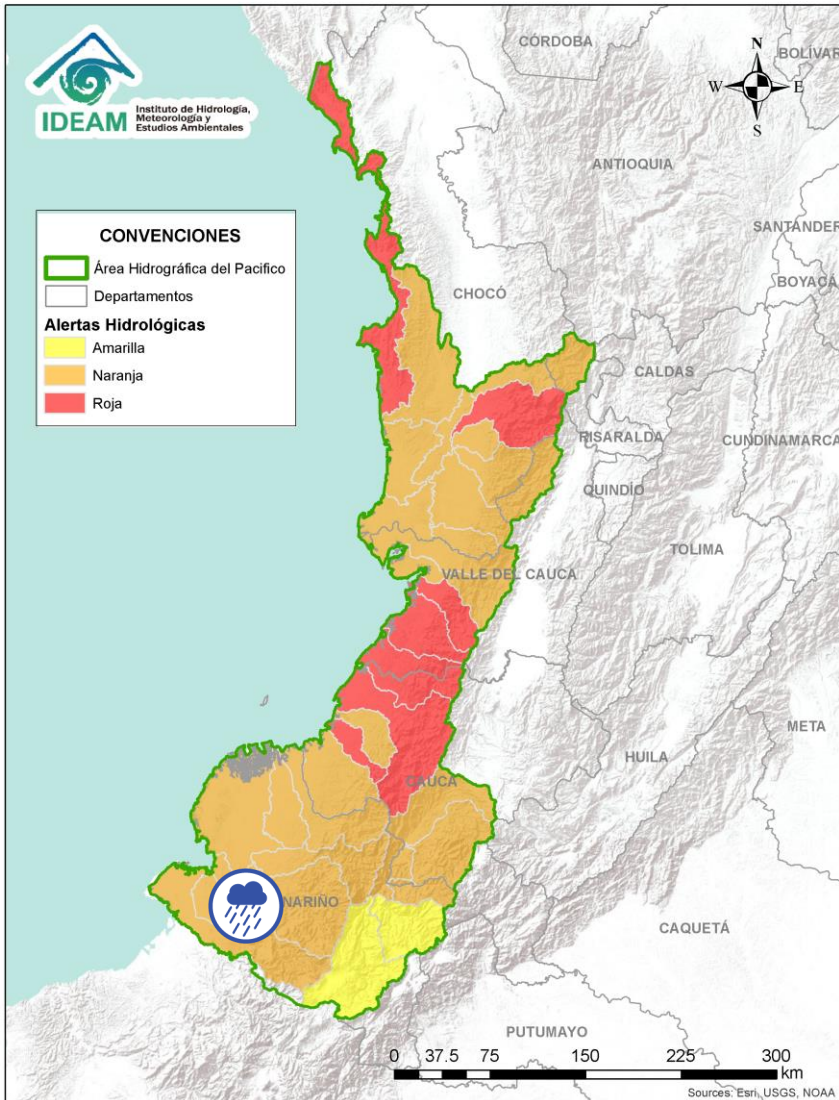 IDEAM
Instituto de Hidrología,
Meteorología y
Estudios Ambientales
CÓRDOBA
BOLÍVAR
N
W
E
S
ANTIOQUIA
SANTANDER
BOYACÁ
CONVENCIONES
Área Hidrográfica del Pacifico
Departamentos
Alertas Hidrológicas
Amarilla
Naranja
Roja
CHOCÓ
CALDAS
RISARALDA
CUNDINAMARCA
QUINDÍO
TOLIMA
VALLE DEL CAUCA
META
HUILA
CAUCA
NARIÑO
CAQUETÁ
PUTUMAYO
0 37.5 75 150 225 300
km
Sources: Esri, USGS, NOAA